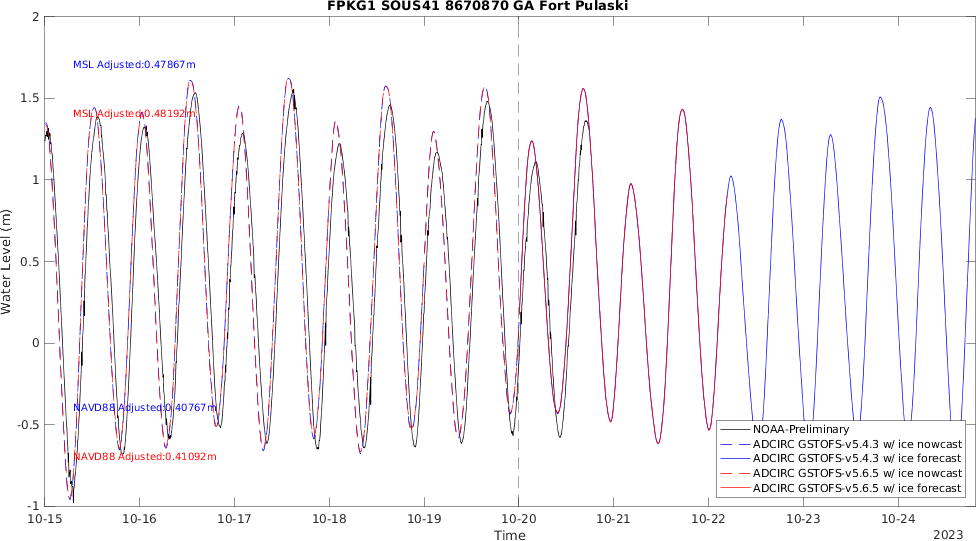 FPKG1 SOUS41 8670870 GA Fort Pulaski
2
MSL Adjusted:0.47867m
1.5
MSL Adjusted:0.48192m
1
0.5
Water Level (m)
0
NAVD88 Adjusted:0.40767m
-0.5
NAVD88 Adjusted:0.41092m
-1
NOAA-Preliminary
ADCIRC GSTOFS-v5.4.3 w/ ice nowcast
ADCIRC GSTOFS-v5.4.3 w/ ice forecast
ADCIRC GSTOFS-v5.6.5 w/ ice nowcast
ADCIRC GSTOFS-v5.6.5 w/ ice forecast
10-15 10-16 10-17 10-18 10-19 10-20 10-21 10-22 10-23 10-24
Time
2023